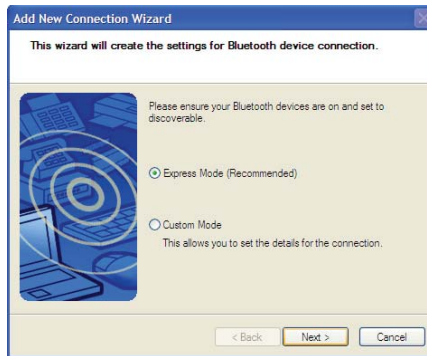 Add New Connection Wizard
This wizard will create the settings for Bluetooth device connection.
Please ensure your Bluetooth devices are on and set to
discoverable.
Express Mode (Recommended)
Custom Mode
This allows you to set the details for the connection.
< Back
Next >
Cancel